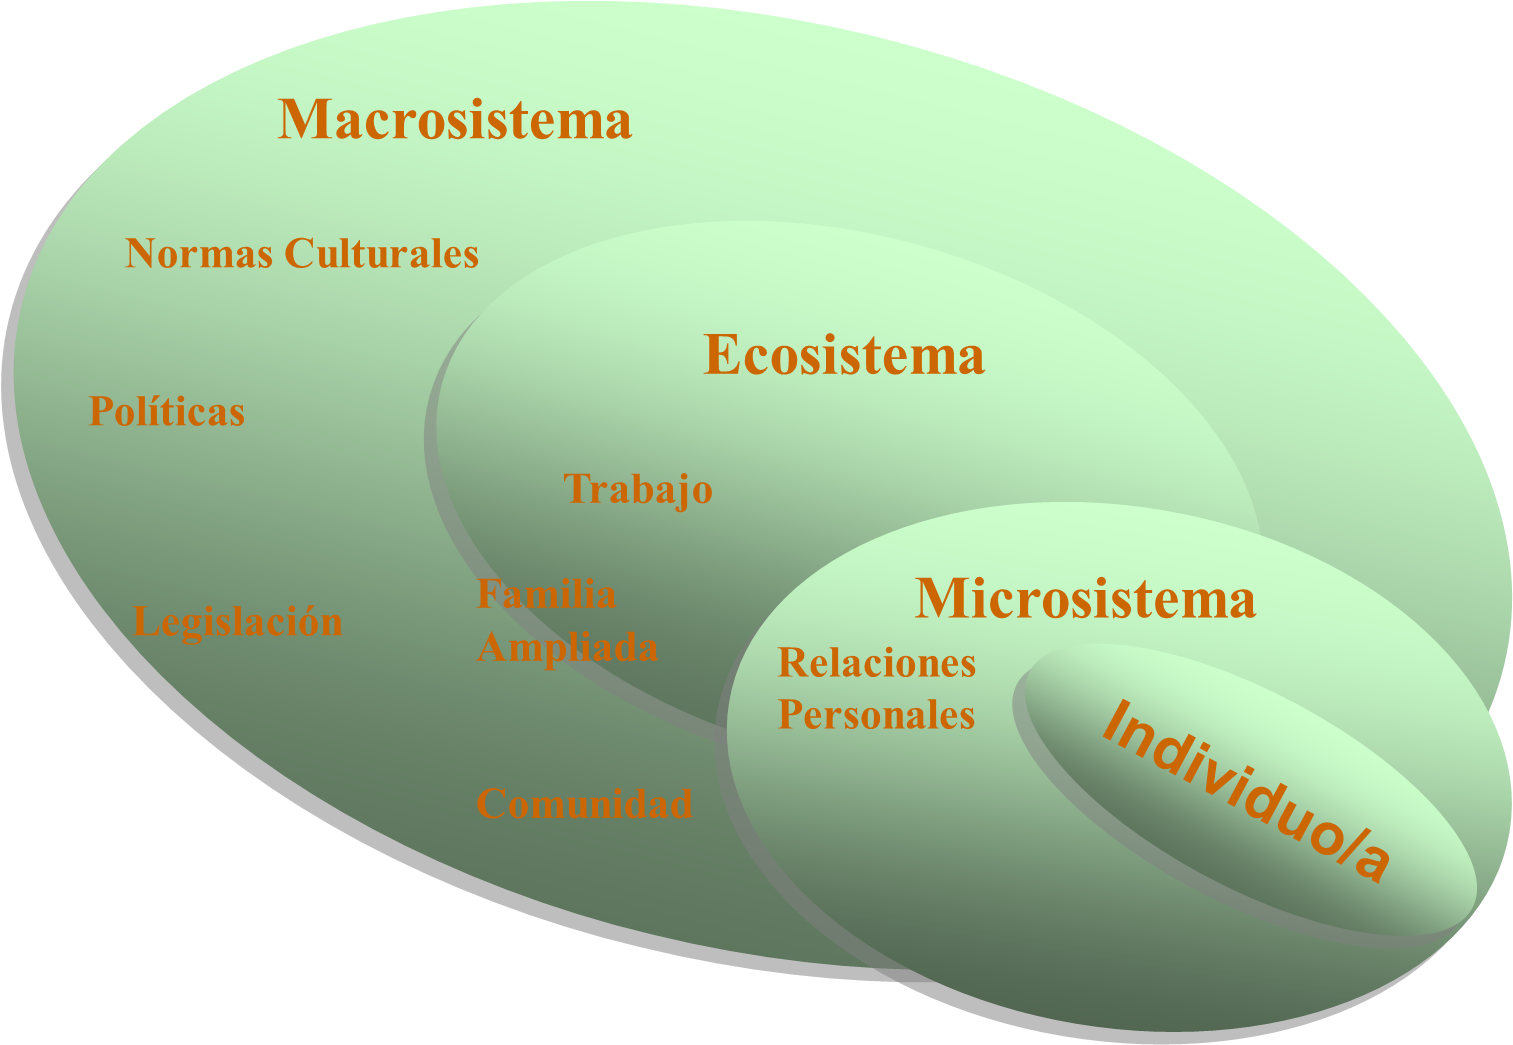 Macrosistema
Normas Culturales
Ecosistema
Políticas
Trabajo
Familia
Ampliada
Legislación
Microsistema
Relaciones
Personales
Individuo/a
Comunidad